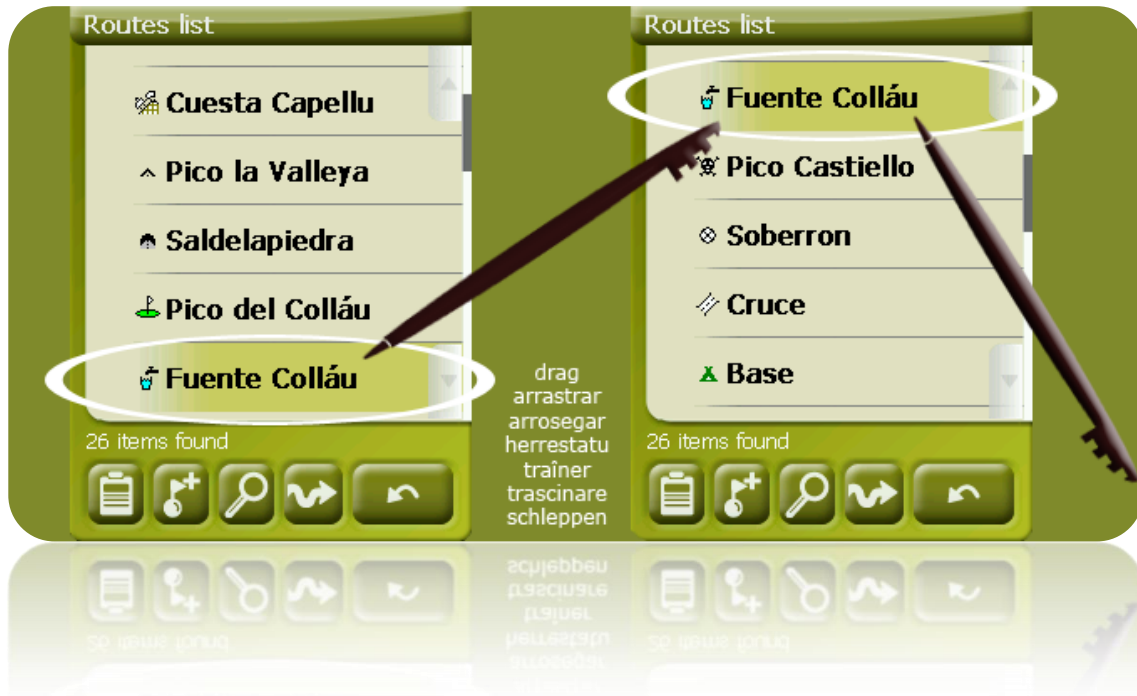 Routes list
Cuesta Capellu
Pico la Valleya
Saldelapiedra
Pico del Colláu
Fuente Colláu
26 items found
drag
arrastrar
arrosegar
herrestatu
traîner
trascinare
schleppen
Routes list
Fuente Colláu
Pico Castiello
Soberron
Cruce
Base
26 items found